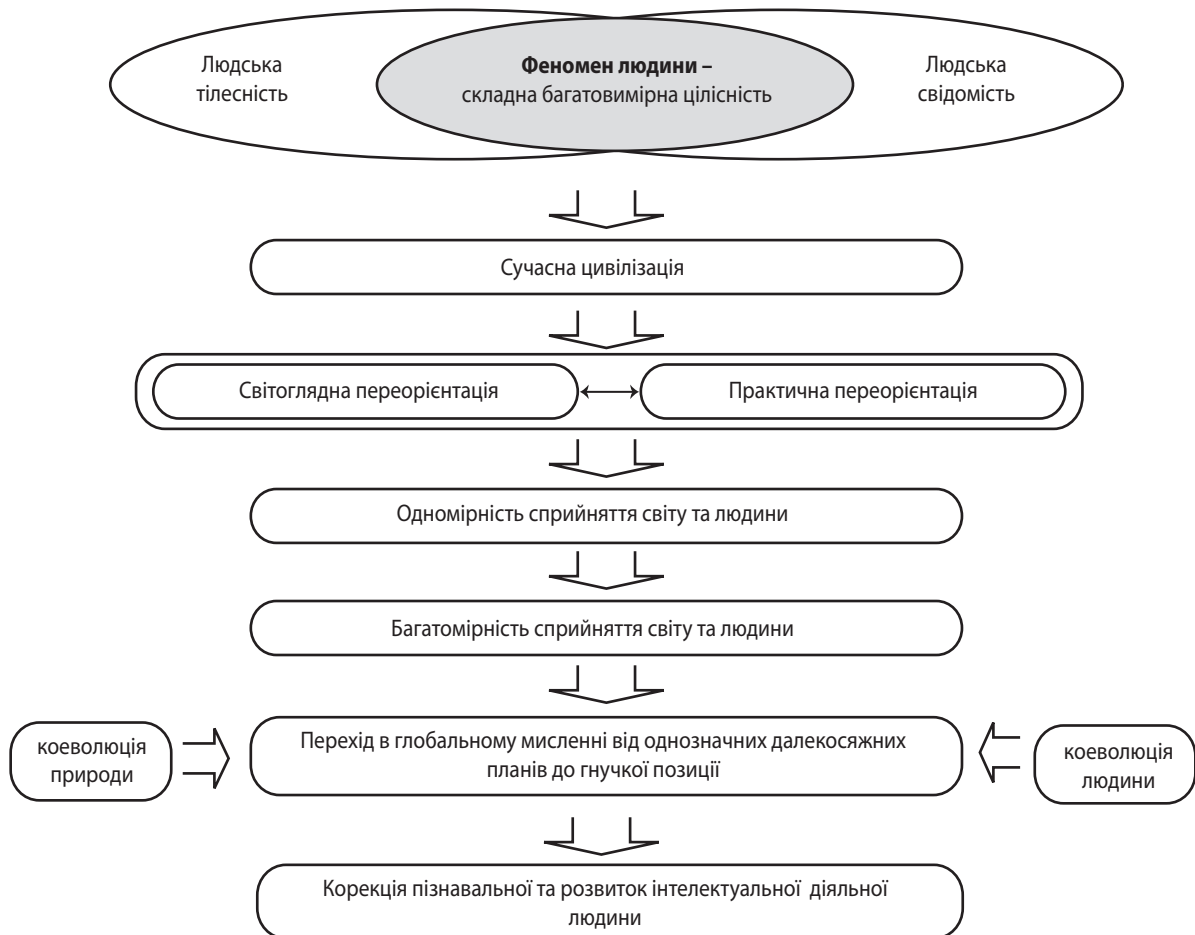 Людська
тілесність
Феномен людини –
складна багатовимірна цілісність
Людська
свідомість
Сучасна цивілізація
Світоглядна переорієнтація
Практична переорієнтація
Одномірність сприйняття світу та людини
Багатомірність сприйняття світу та людини
коеволюція
природи
Перехід в глобальному мисленні від однозначних далекосяжних
планів до гнучкої позиції
коеволюція
людини
Корекція пізнавальної та розвиток інтелектуальної діяльної
людини